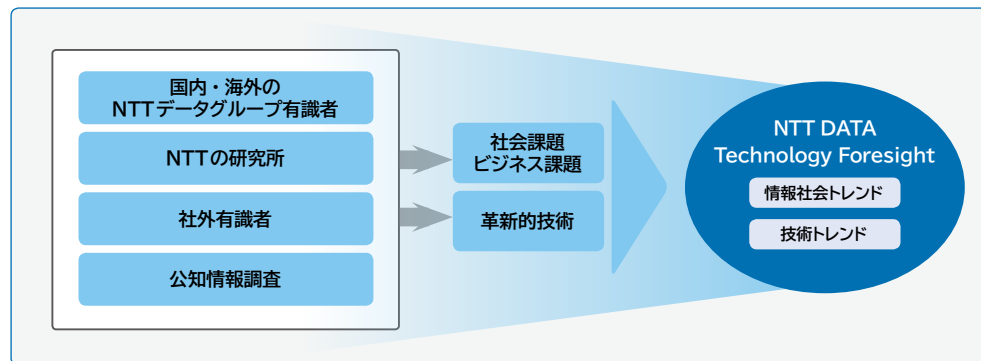 国内・海外の
NTTデータグループ有識者
NTTの研究所
社外有識者
公知情報調査
社会課題
ビジネス課題
革新的技術
NTT DATA
Technology Foresight
情報社会トレンド
技術トレンド